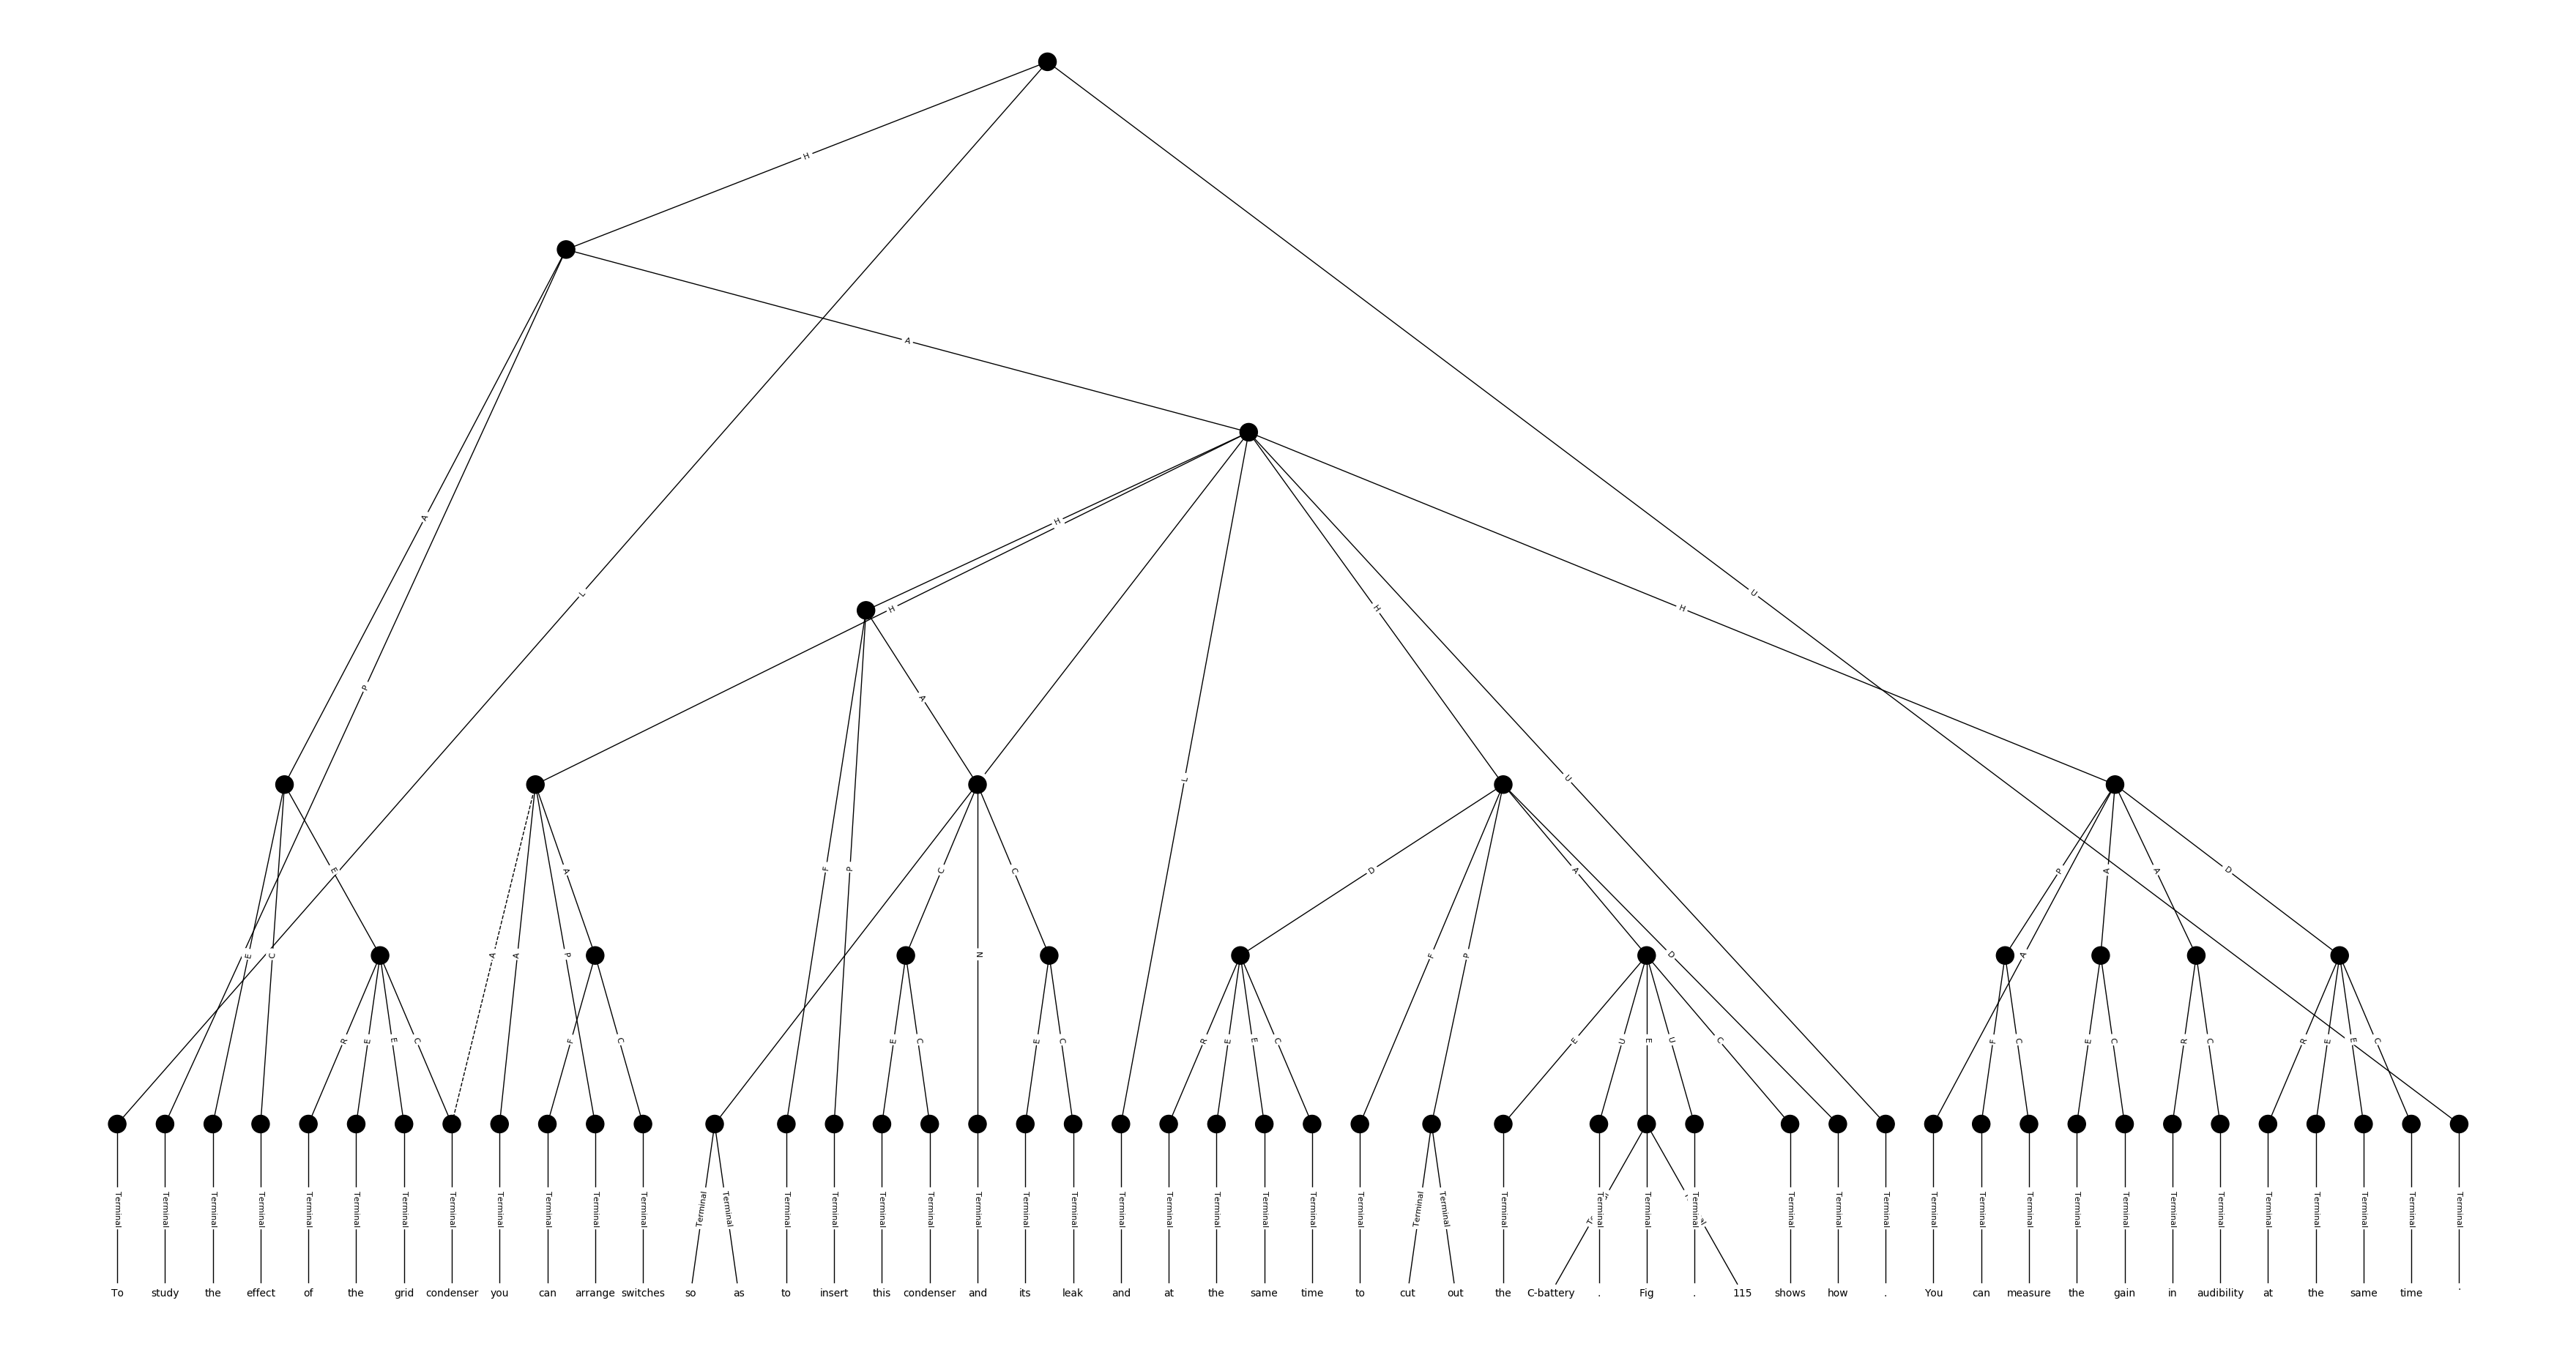 H
A
H
A
L
U
H
H
H
P
A
L
U
E
A
F
P
C
C
D
A
P
A
A
D
E
C
A
A
P
N
F
P
D
A
R
E
E
C
F
C
E
C
E
C
R
E
E
C
E
U
E
U
C
F
C
E
C
R
C
R
E
E
C
Terminal Terminal Terminal Terminal Terminal Terminal Terminal Terminal Terminal Terminal Terminal Terminal Terminal Terminal Terminal Terminal Terminal Terminal Terminal Terminal Terminal Terminal Terminal Terminal Terminal Terminal Terminal Terminal Terminal Terminal Terminal Terminal Terminal Terminal Terminal Terminal Terminal Terminal Terminal Terminal Terminal Terminal Terminal Terminal Terminal Terminal Terminal Terminal
To study the effect of the grid condenser you can arrange switches so as to insert this condenser and its leak and at the same time to cut out the C-battery . Fig . 115 shows how . You can measure the gain in audibility at the same time .